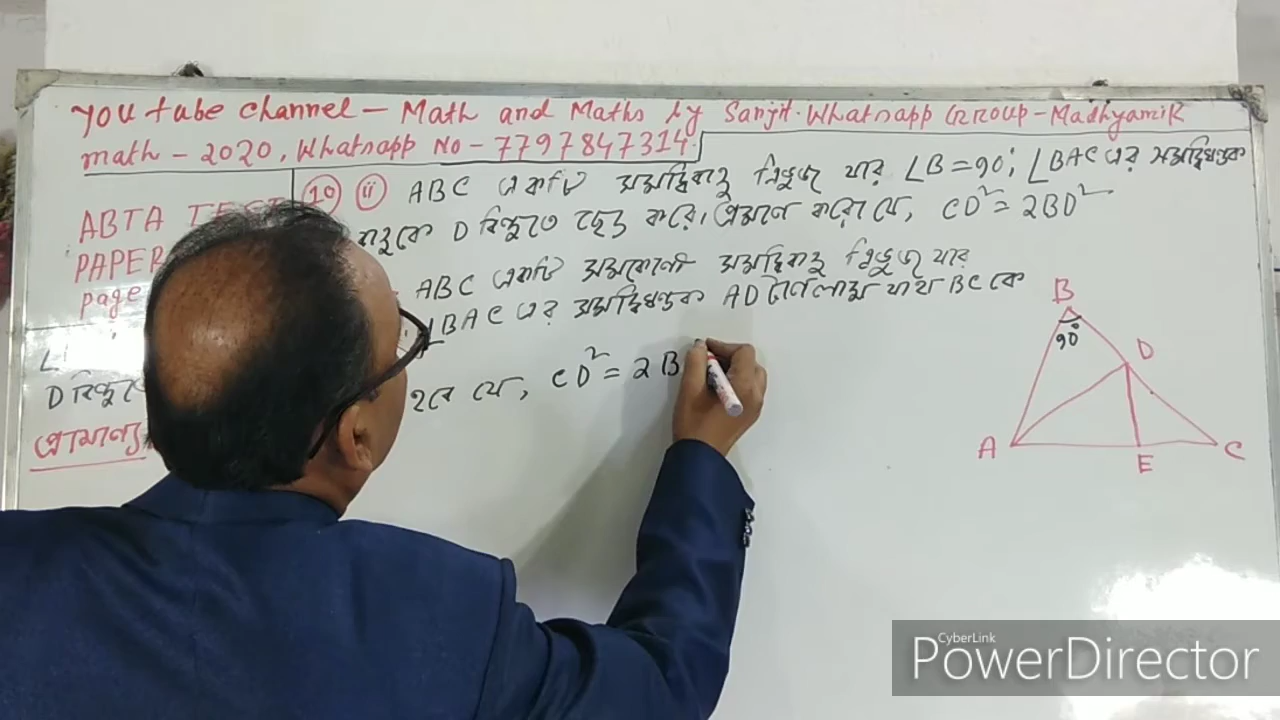 YOU tube channel – Math and Maths by Sanjit. Whatsapp GRROUP – Madhyamik
math – 2020, Whatsapp No – 7797847314.
ABTA TEST
PAPER
page
10 ii ABC একটি সমদ্বিবাহু ত্রিভুজ যার ∠B = 90°, ∠BAC এর সমদ্বিখণ্ডক
বাহুকে D বিন্দুতে ছেদ করে। প্রমাণ করো যে, CD² = 2BD²
ABC একটি সমকোণী সমদ্বিবাহু ত্রিভুজ যার
∠BAC এর সমদ্বিখণ্ডক AD টানলাম যাহা BC কে
D
হবে যে, CD² = 2B
প্রামাণ্য
B
90°
D
A
E
C
CyberLink
PowerDirector